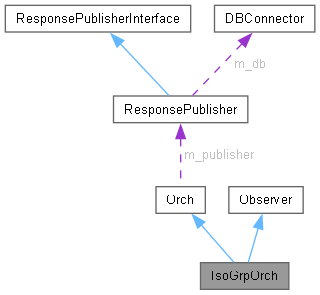 ResponsePublisherInterface
DBConnector
m_db
ResponsePublisher
m_publisher
Orch
Observer
IsoGrpOrch